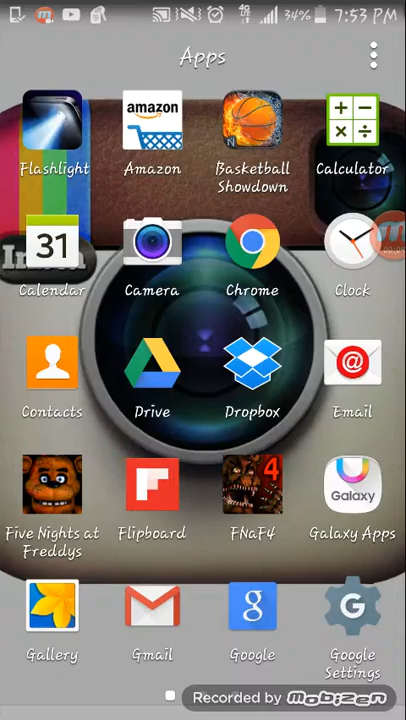 4G
LTE
34%
7:53 PM
Apps
amazon
N
Flashlight
Amazon
Basketball
Showdown
Calculator
31
Calendar
Camera
Chrome
Clock
Contacts
Drive
Dropbox
Email
4
Galaxy
Five Nights at
Freddys
Flipboard
FNaF4
Galaxy Apps
g
G
Gallery
Gmail
Google
Google
Settings
Recorded by MOBIZEN